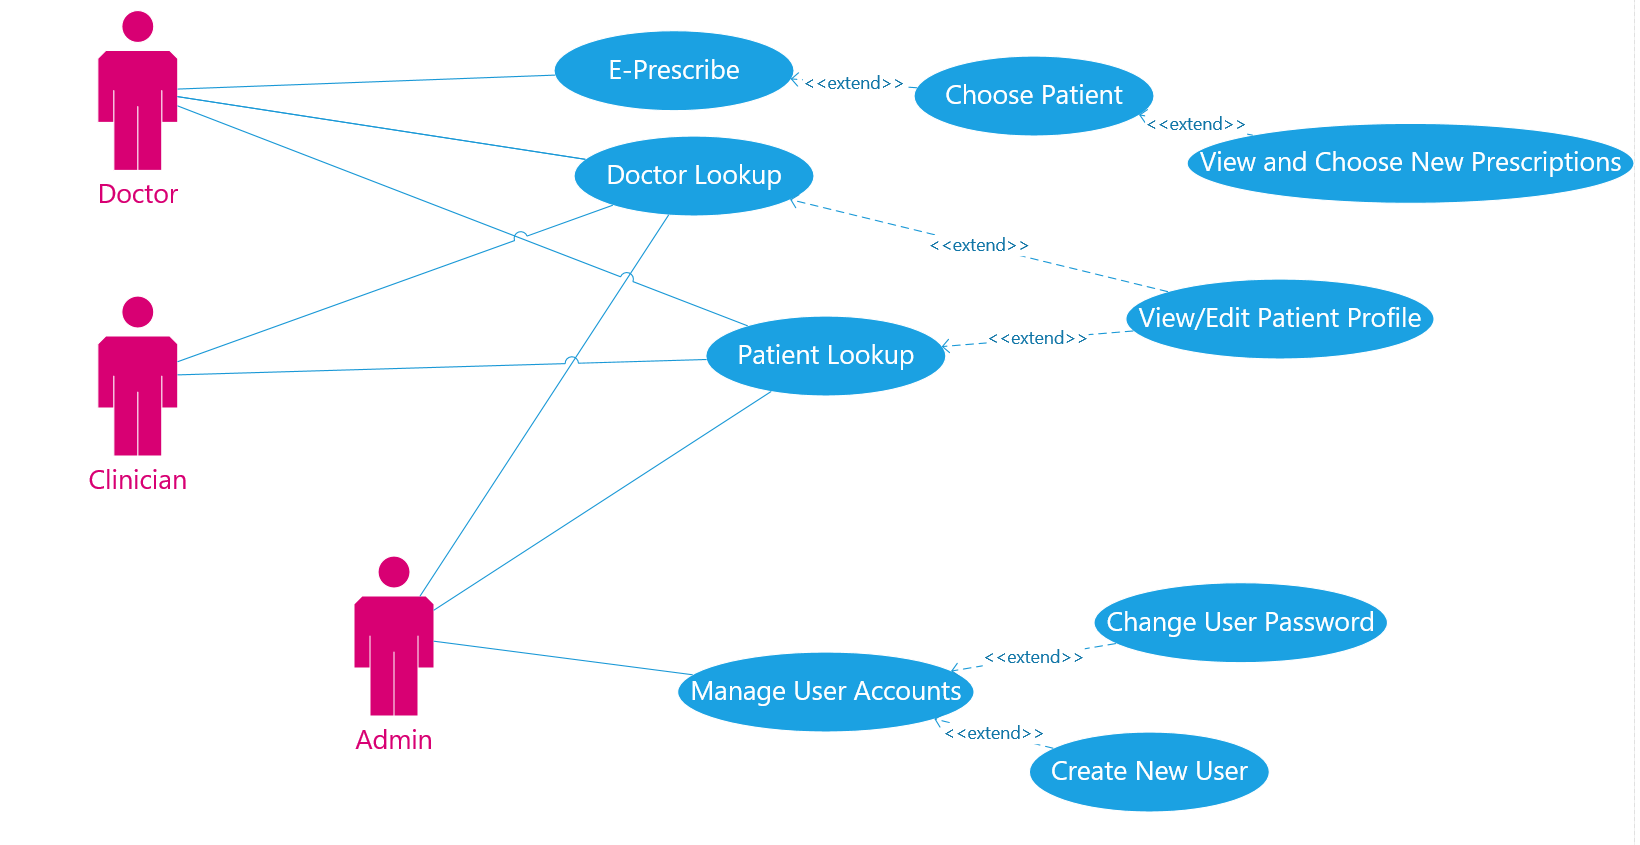 E-Prescribe
<<extend>>
Choose Patient
<<extend>>
View and Choose New Prescriptions
Doctor Lookup
Doctor
<<extend>>
View/Edit Patient Profile
<<extend>>
Patient Lookup
Clinician
Change User Password
<<extend>>
Manage User Accounts
<<extend>>
Admin
Create New User